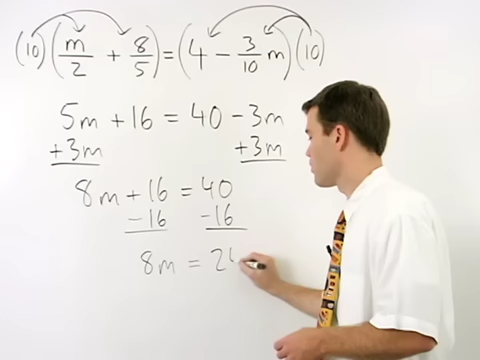 (10)(m/2 + 8/5) = (4 − 3/10 m)(10)
5m + 16 = 40 − 3m
+3m +3m
8m + 16 = 40
−16 −16
8m = 24